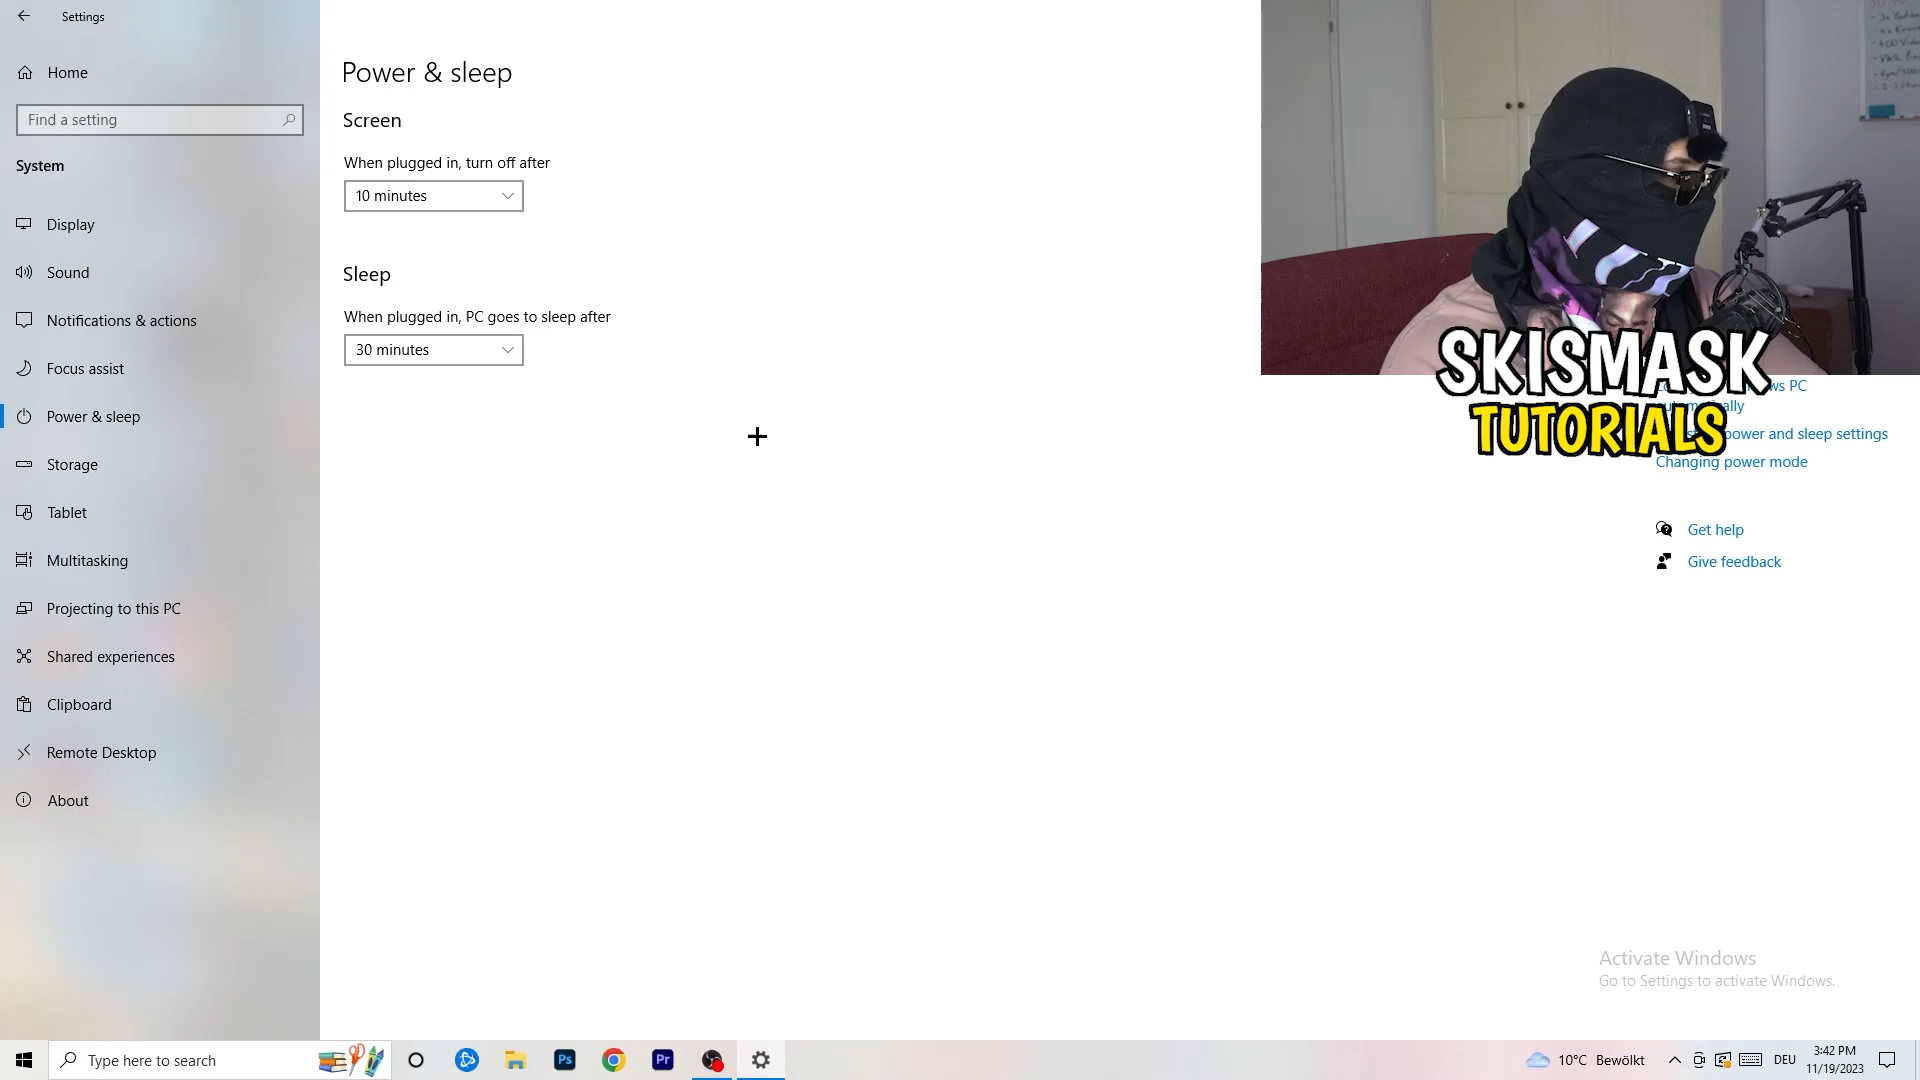 Settings
Home
Find a setting
System
Display
Sound
Notifications & actions
Focus assist
Power & sleep
Storage
Tablet
Multitasking
Projecting to this PC
Shared experiences
Clipboard
Remote Desktop
About
Power & sleep
Screen
When plugged in, turn off after
10 minutes
Sleep
When plugged in, PC goes to sleep after
30 minutes
SKISMASK
TUTORIALS
PC
power and sleep settings
Changing power mode
Get help
Give feedback
Activate Windows
Go to Settings to activate Windows.
Type here to search
Ps
Pr
10°C Bewölkt
DEU
3:42 PM
11/19/2023